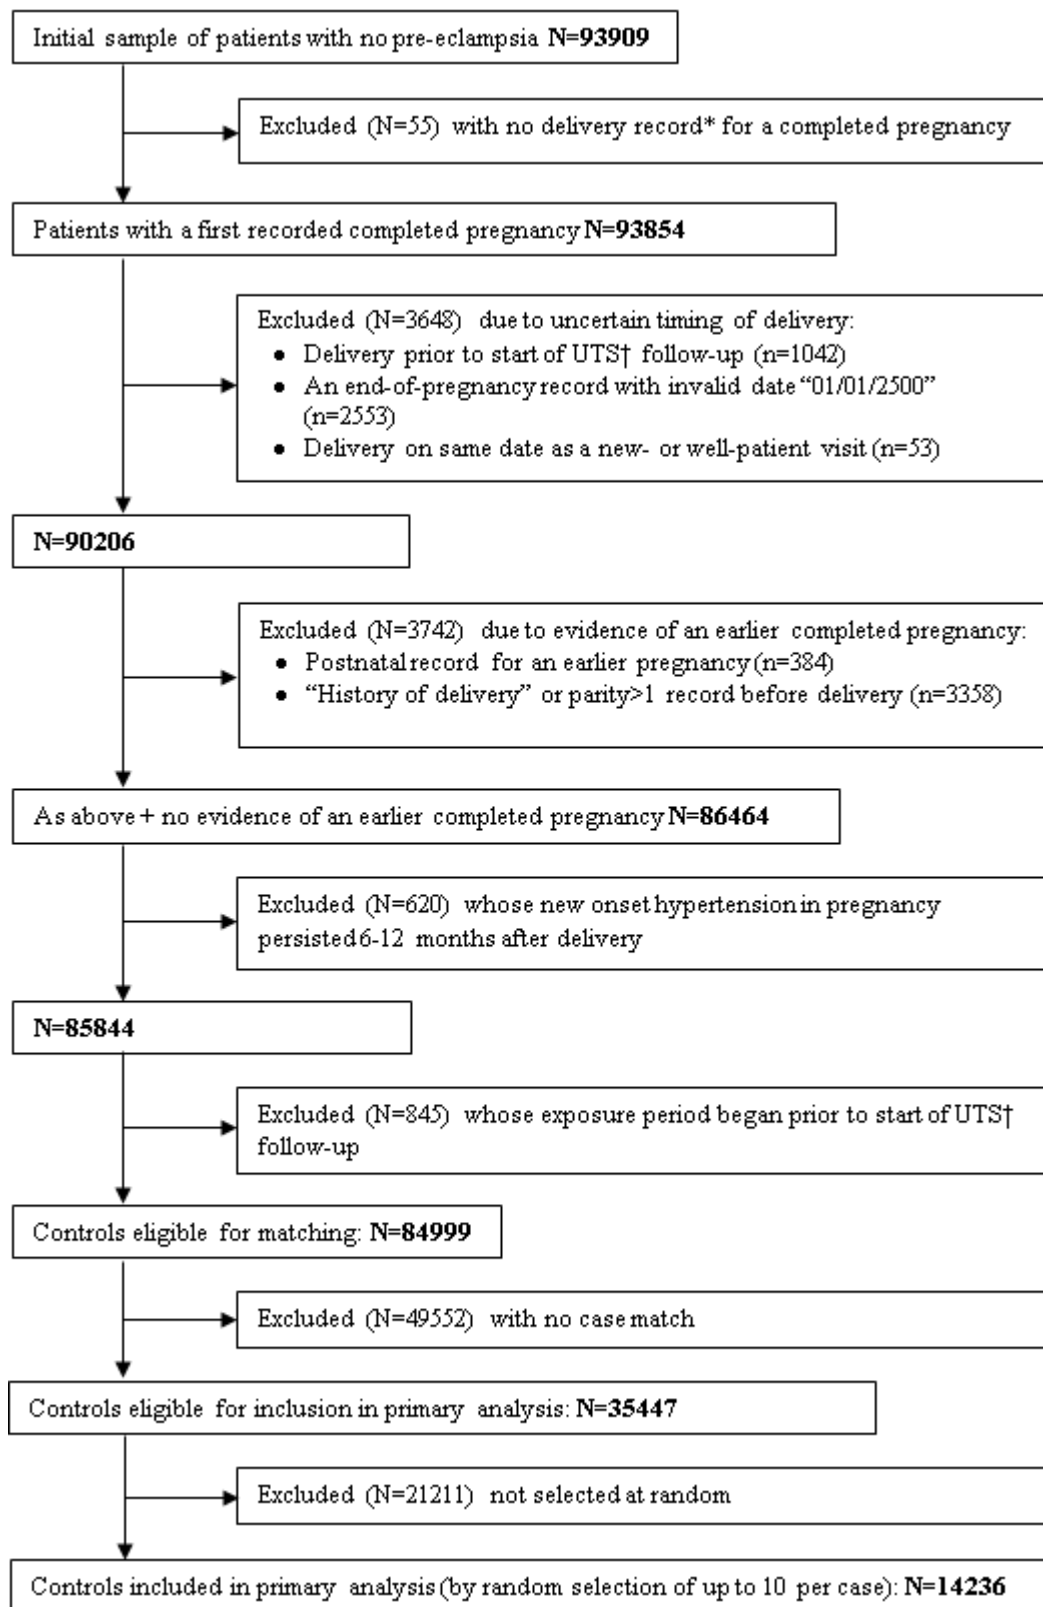 Initial sample of patients with no pre-eclampsia N=93909
Excluded (N=55) with no delivery record* for a completed pregnancy
Patients with a first recorded completed pregnancy N=93854
Excluded (N=3648) due to uncertain timing of delivery:
● Delivery prior to start of UTS† follow-up (n=1042)
● An end-of-pregnancy record with invalid date “01/01/2500”
(n=2553)
● Delivery on same date as a new- or well-patient visit (n=53)
N=90206
Excluded (N=3742) due to evidence of an earlier completed pregnancy:
● Postnatal record for an earlier pregnancy (n=384)
● “History of delivery” or parity>1 record before delivery (n=3358)
As above + no evidence of an earlier completed pregnancy N=86464
Excluded (N=620) whose new onset hypertension in pregnancy
persisted 6-12 months after delivery
N=85844
Excluded (N=845) whose exposure period began prior to start of UTS†
follow-up
Controls eligible for matching: N=84999
Excluded (N=49552) with no case match
Controls eligible for inclusion in primary analysis: N=35447
Excluded (N=21211) not selected at random
Controls included in primary analysis (by random selection of up to 10 per case): N=14236